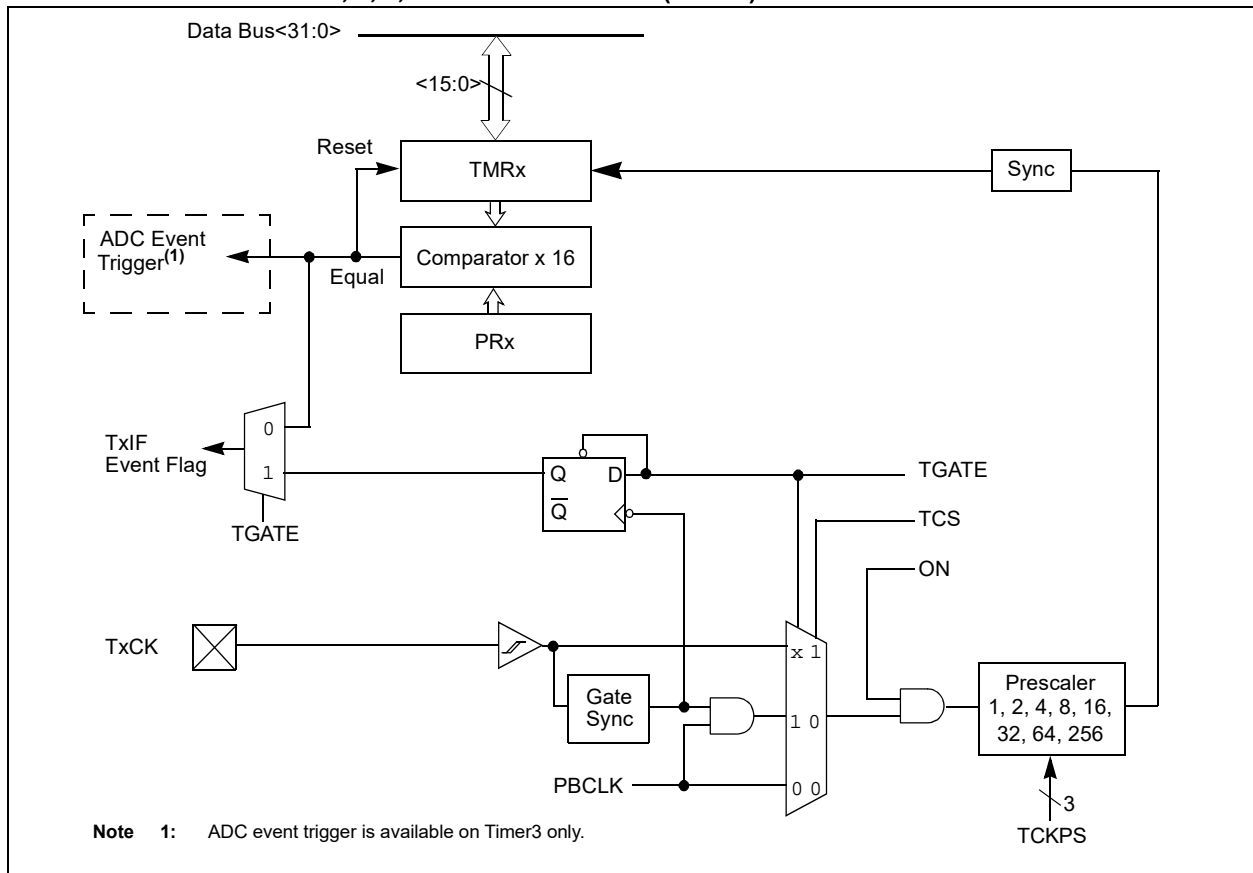 Data Bus<31:0>
<15:0>
Reset
TMRx
Sync
ADC Event
Trigger(1)
Equal
Comparator x 16
PRx
0
1
TxIF
Event Flag
TGATE
Q
D
Q
TGATE
TCS
ON
TxCK
x 1
Gate
Sync
1 0
Prescaler
1, 2, 4, 8, 16,
32, 64, 256
PBCLK
0 0
3
TCKPS
Note 1: ADC event trigger is available on Timer3 only.